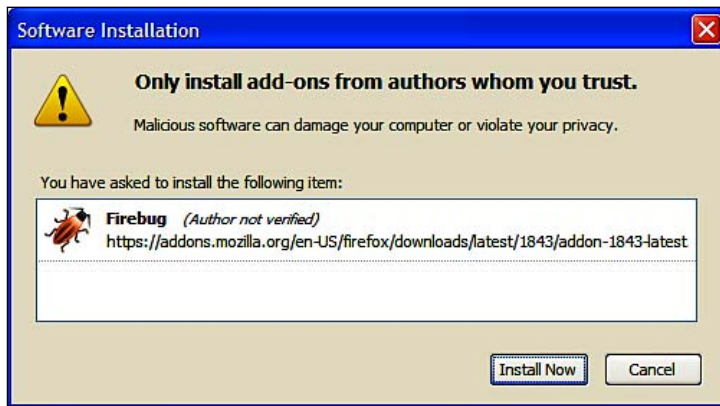 Software Installation
Only install add-ons from authors whom you trust.
Malicious software can damage your computer or violate your privacy.
You have asked to install the following item:
Firebug (Author not verified)
https://addons.mozilla.org/en-US/firefox/downloads/latest/1843/addon-1843-latest
Install Now Cancel